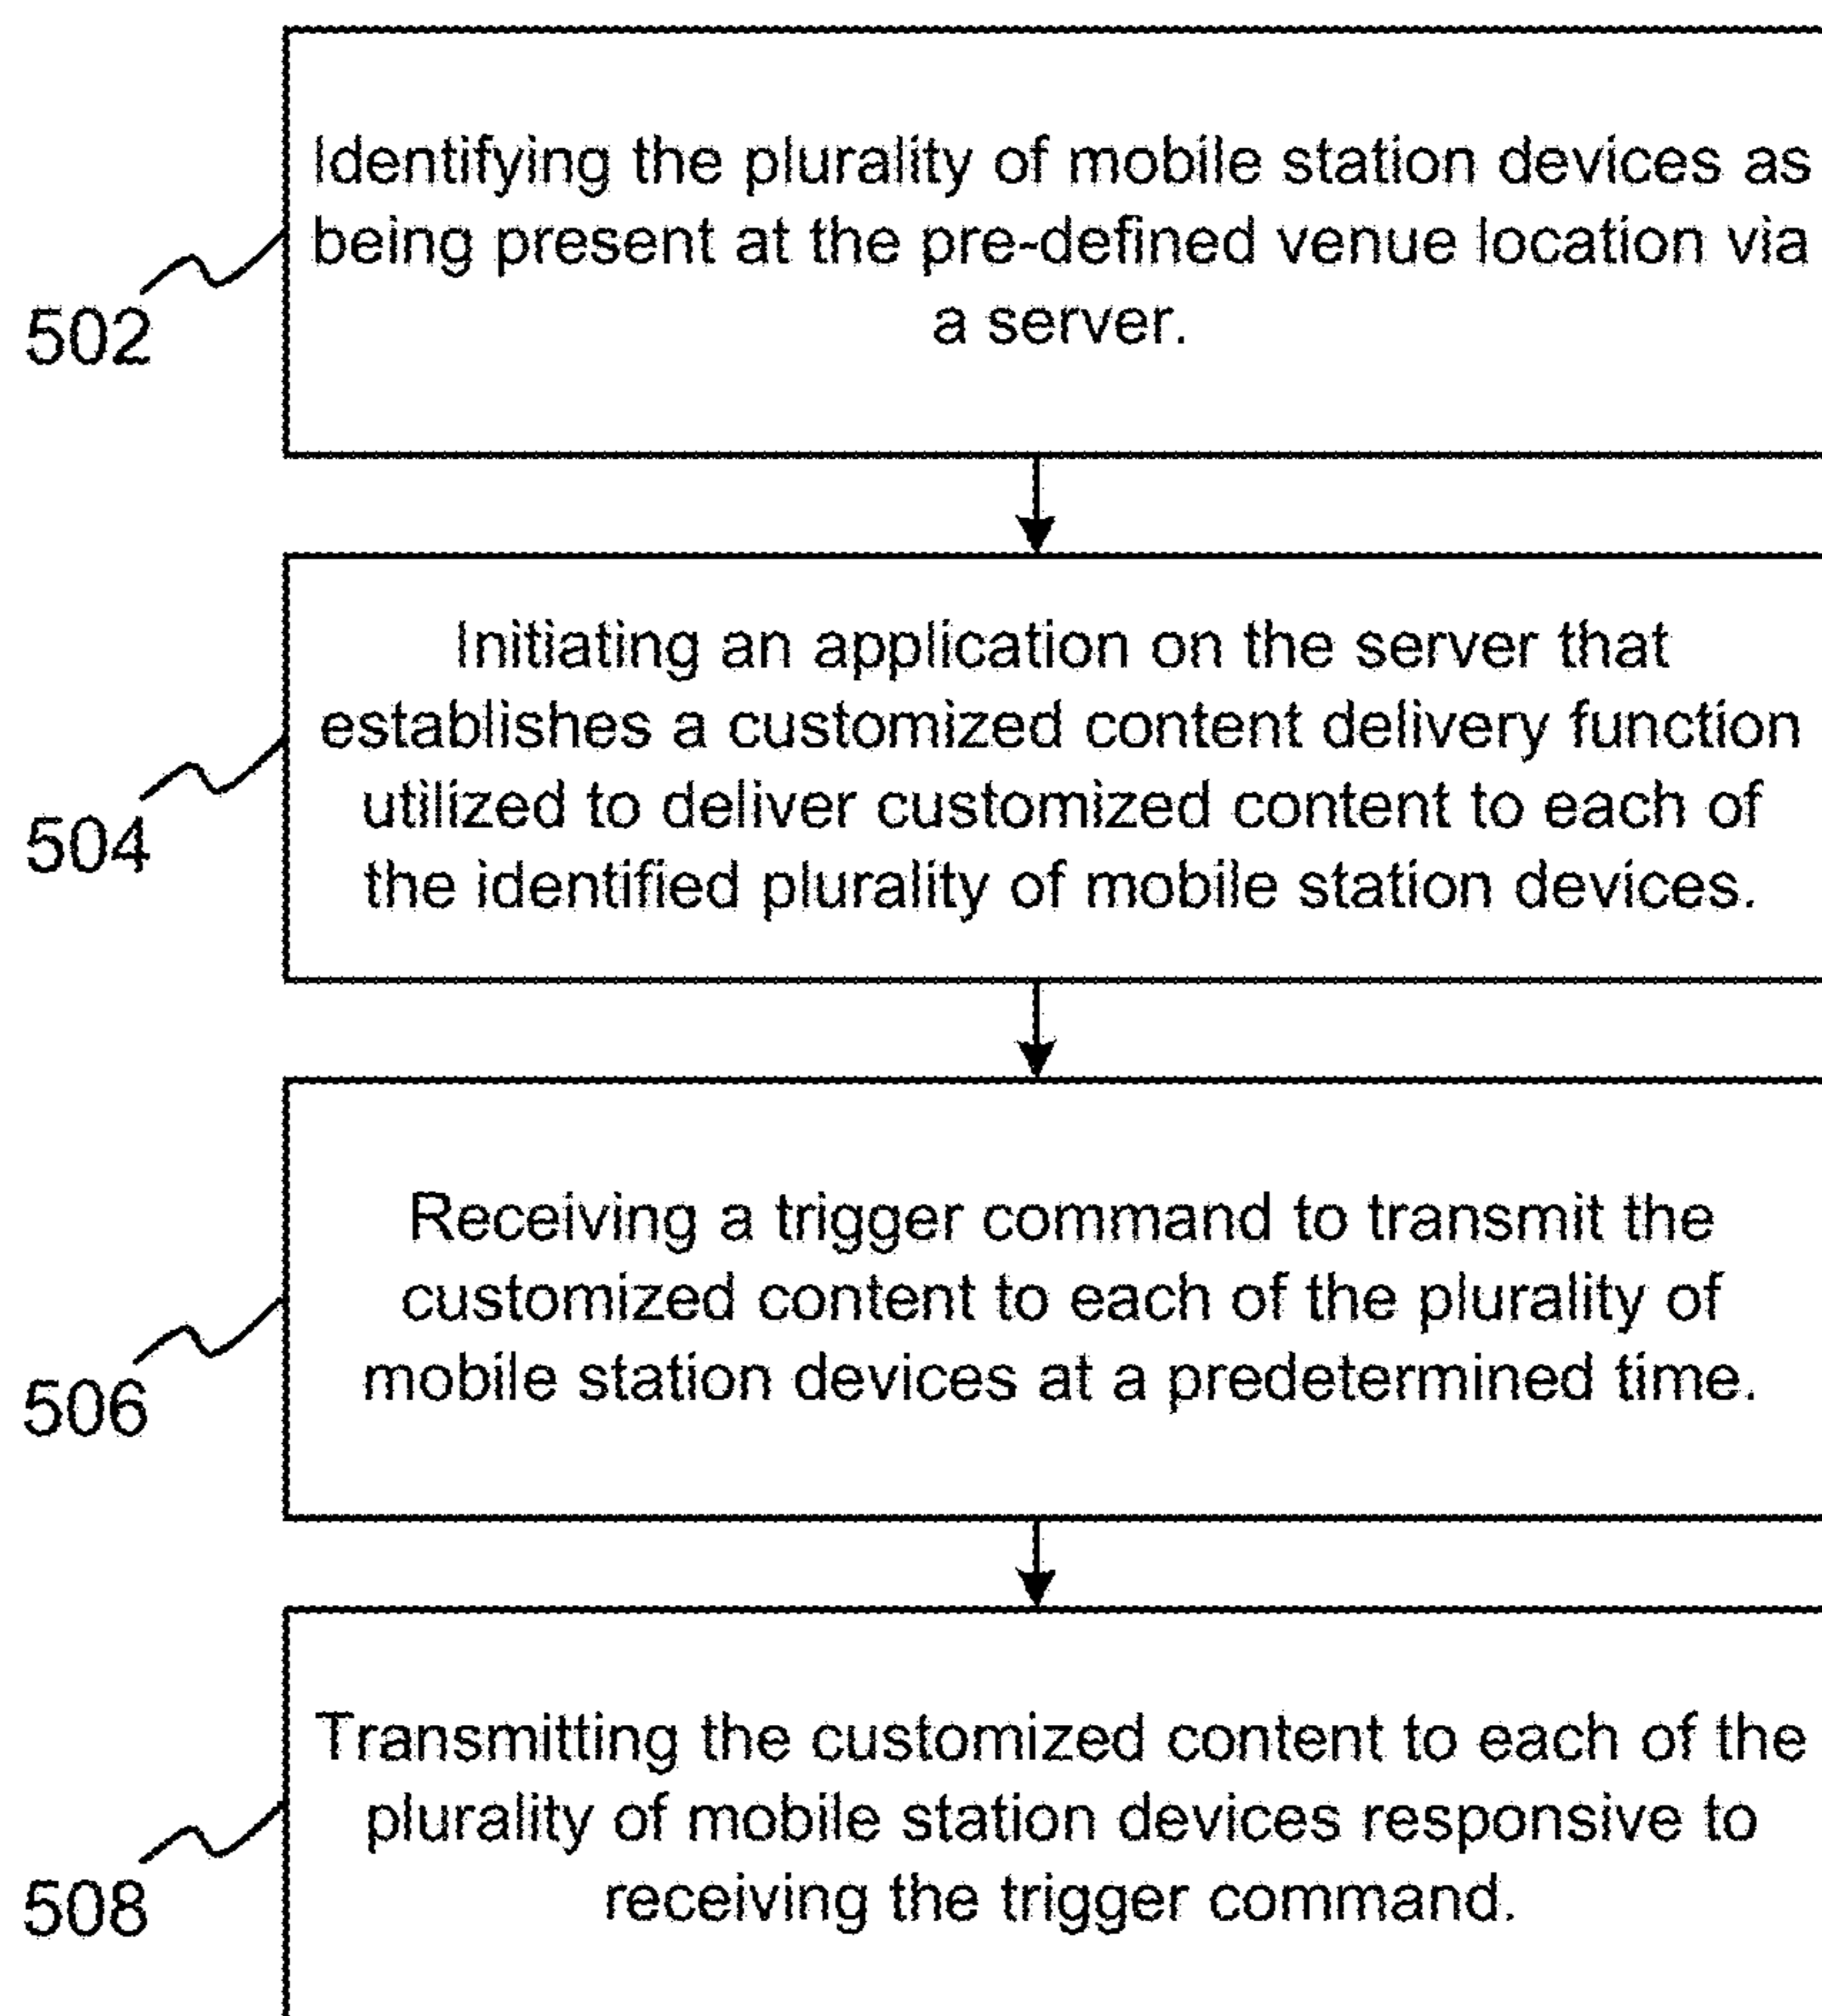 Identifying the plurality of mobile station devices as
being present at the pre-defined venue location via
a server.
502
Initiating an application on the server that
establishes a customized content delivery function
utilized to deliver customized content to each of
the identified plurality of mobile station devices.
504
Receiving a trigger command to transmit the
customized content to each of the plurality of
mobile station devices at a predetermined time.
506
Transmitting the customized content to each of the
plurality of mobile station devices responsive to
receiving the trigger command.
508